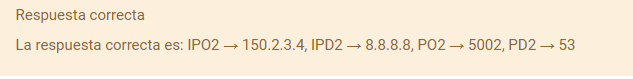 Respuesta correcta
La respuesta correcta es: IPO2 → 150.2.3.4, IPD2 → 8.8.8.8, PO2 → 5002, PD2 → 53